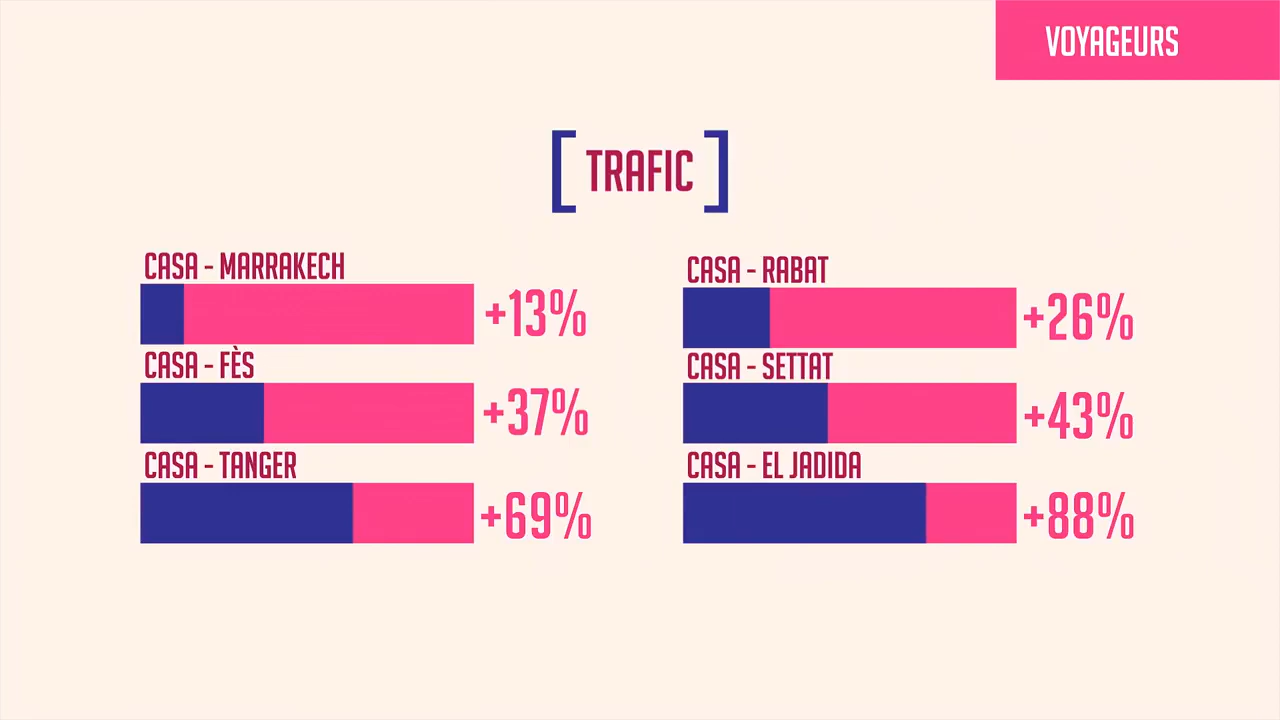 VOYAGEURS
[ TRAFIC ]
CASA - MARRAKECH
+13%
CASA - FÈS
+37%
CASA - TANGER
+69%
CASA - RABAT
+26%
CASA - SETTAT
+43%
CASA - EL JADIDA
+88%